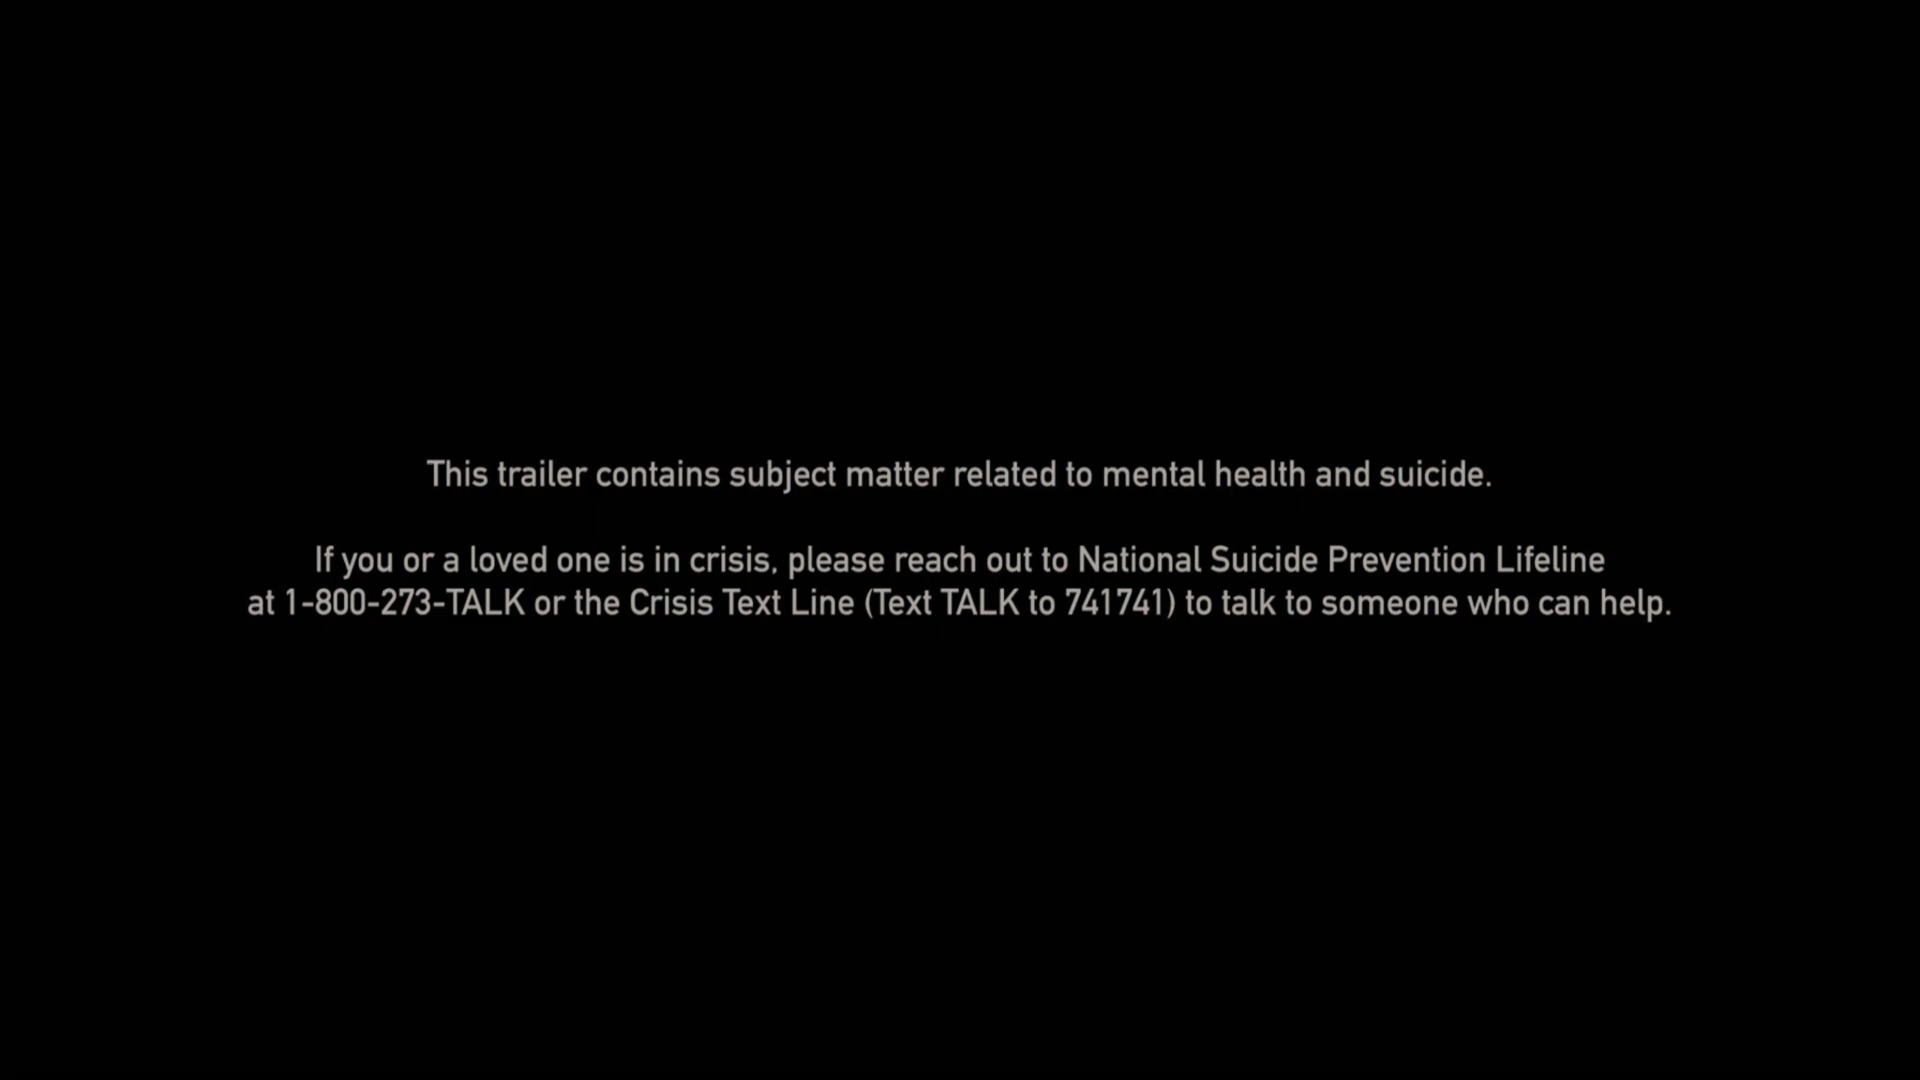 This trailer contains subject matter related to mental health and suicide.
If you or a loved one is in crisis, please reach out to National Suicide Prevention Lifeline
at 1-800-273-TALK or the Crisis Text Line (Text TALK to 741741) to talk to someone who can help.